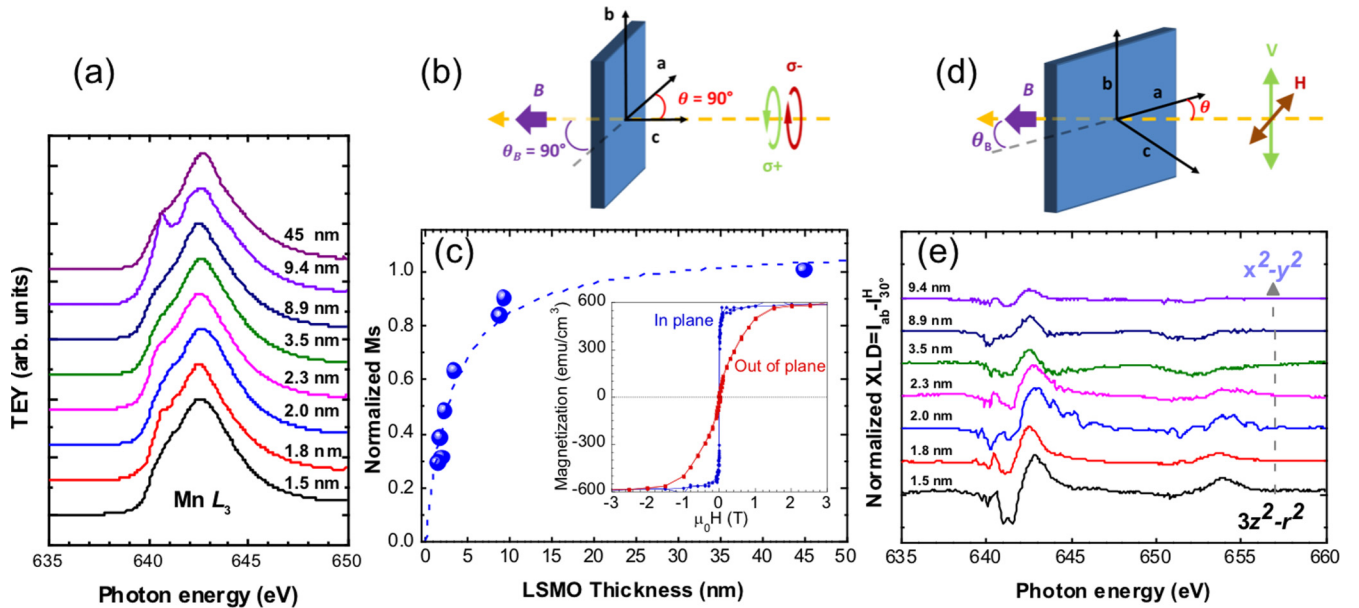 (a)
TEY (arb. units)
45 nm
9.4 nm
8.9 nm
3.5 nm
2.3 nm
2.0 nm
1.8 nm
1.5 nm
Mn L₃
635 640 645 650
Photon energy (eV)
(b)
b
a
B
θ = 90°
c
θ_B = 90°
σ-
σ+
(c)
Normalized Ms
1.0
0.8
0.6
0.4
0.2
0.0
0 5 10 15 20 25 30 35 40 45 50
LSMO Thickness (nm)
Magnetization (emu/cm³)
600
300
0
-300
-600
In plane
Out of plane
-3 -2 -1 0 1 2 3
μ₀H (T)
(d)
B
b
a
θ
θ_B
c
V
H
(e)
Normalized XLD=I_ab-I^H_30°
x²-y²
9.4 nm
8.9 nm
3.5 nm
2.3 nm
2.0 nm
1.8 nm
1.5 nm
3z²-r²
635 640 645 650 655 660
Photon energy (eV)